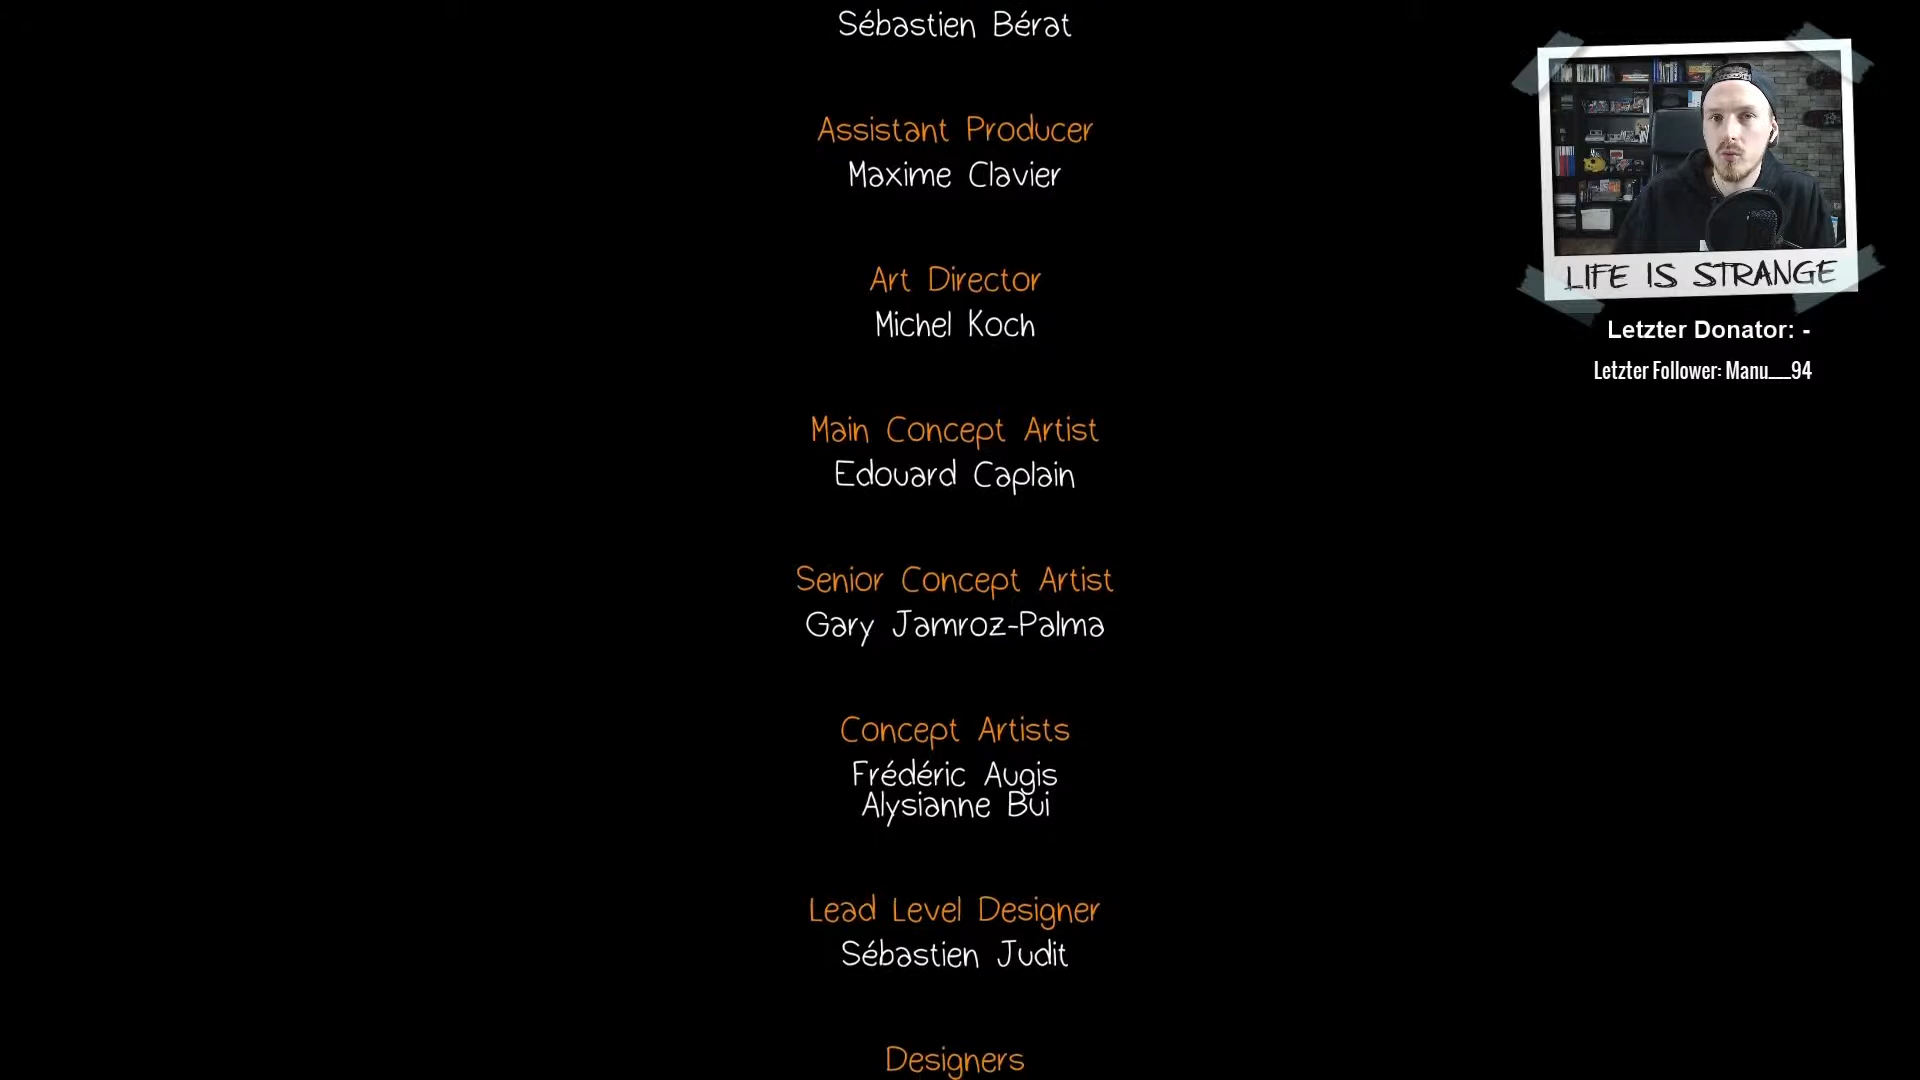 Sébastien Bérat
Assistant Producer
Maxime Clavier
Art Director
Michel Koch
Main Concept Artist
Edouard Caplain
Senior Concept Artist
Gary Jamroz-Palma
Concept Artists
Frédéric Augis
Alysianne Bui
Lead Level Designer
Sébastien Judit
Designers
LIFE IS STRANGE
Letzter Donator: -
Letzter Follower: Manu__94